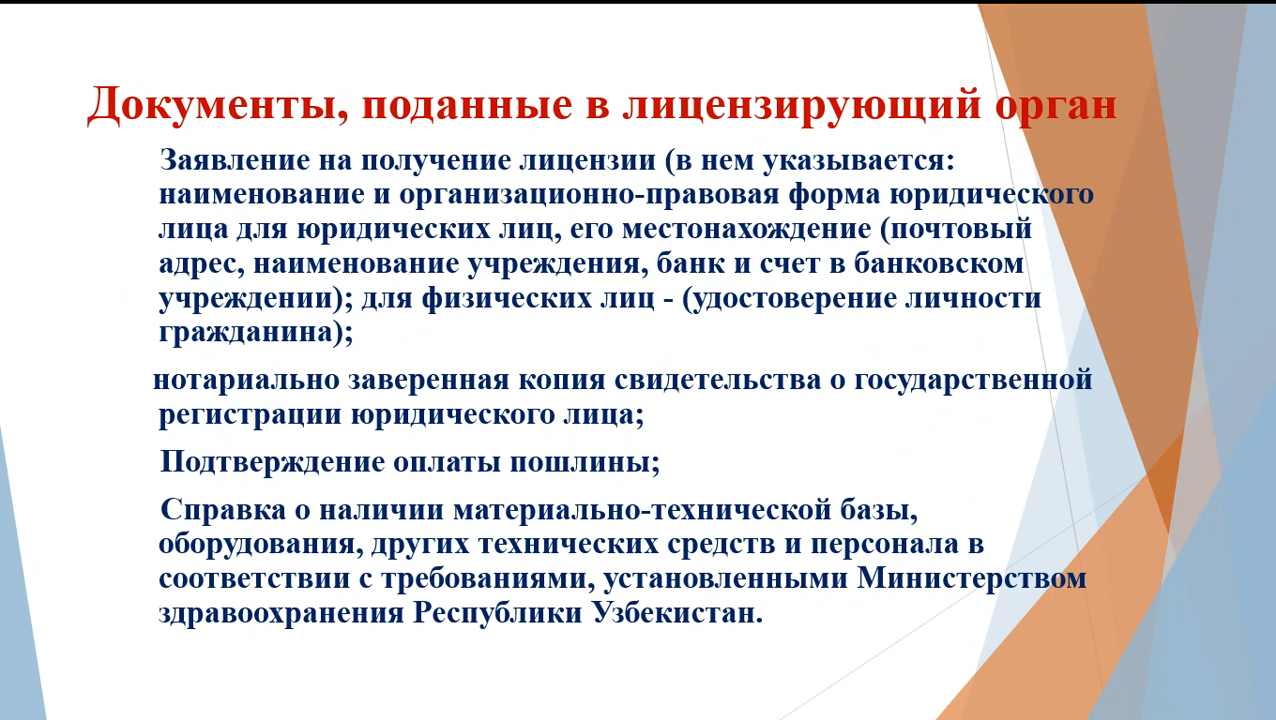 Документы, поданные в лицензирующий орган
Заявление на получение лицензии (в нем указывается:
наименование и организационно-правовая форма юридического
лица для юридических лиц, его местонахождение (почтовый
адрес, наименование учреждения, банк и счет в банковском
учреждении); для физических лиц - (удостоверение личности
гражданина);
нотариально заверенная копия свидетельства о государственной
регистрации юридического лица;
Подтверждение оплаты пошлины;
Справка о наличии материально-технической базы,
оборудования, других технических средств и персонала в
соответствии с требованиями, установленными Министерством
здравоохранения Республики Узбекистан.